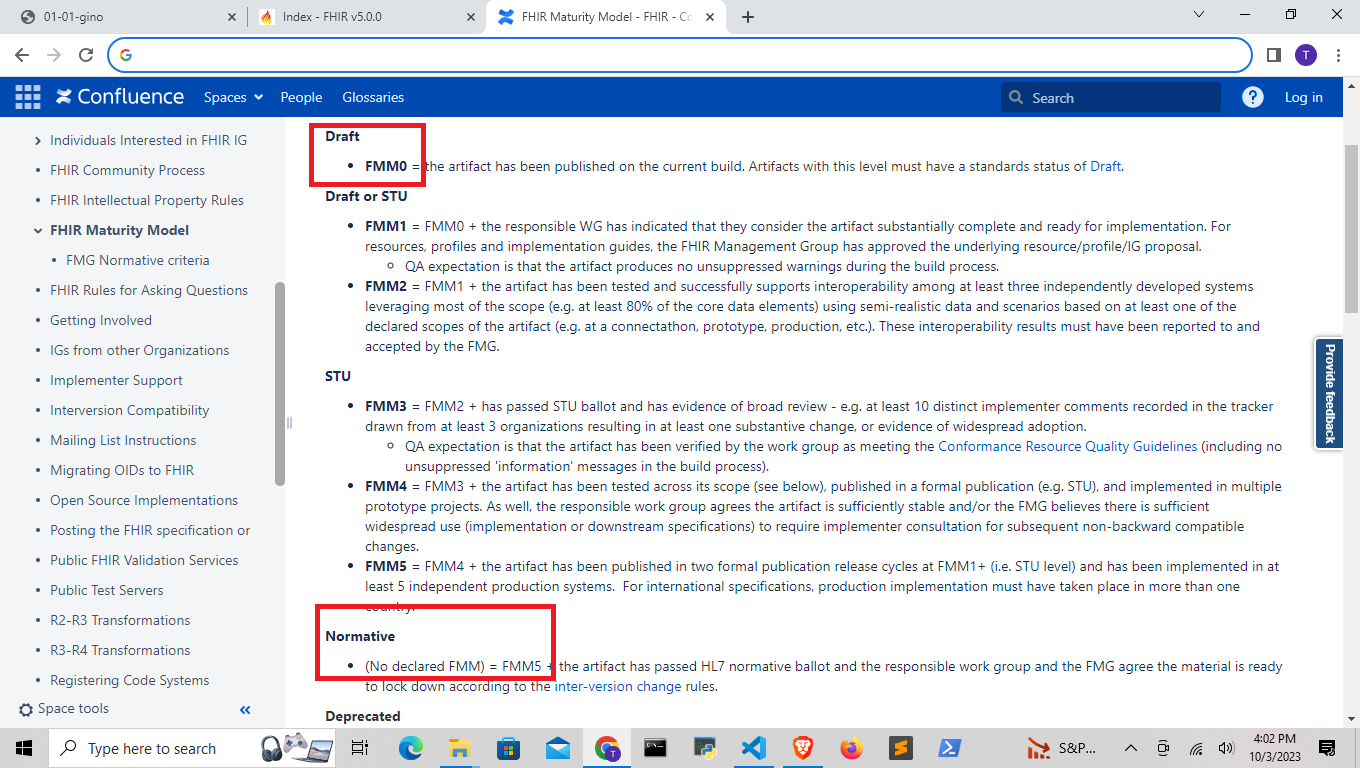 01-01-gino
Index - FHIR v5.0.0
FHIR Maturity Model - FHIR - Co
T
Confluence
Spaces
People
Glossaries
Search
Log in
Individuals Interested in FHIR IG
FHIR Community Process
FHIR Intellectual Property Rules
FHIR Maturity Model
FMG Normative criteria
FHIR Rules for Asking Questions
Getting Involved
IGs from other Organizations
Implementer Support
Interversion Compatibility
Mailing List Instructions
Migrating OIDs to FHIR
Open Source Implementations
Posting the FHIR specification or
Public FHIR Validation Services
Public Test Servers
R2-R3 Transformations
R3-R4 Transformations
Registering Code Systems
Space tools
Draft
• FMM0 = the artifact has been published on the current build. Artifacts with this level must have a standards status of Draft.
Draft or STU
• FMM1 = FMM0 + the responsible WG has indicated that they consider the artifact substantially complete and ready for implementation. For
resources, profiles and implementation guides, the FHIR Management Group has approved the underlying resource/profile/IG proposal.
◦ QA expectation is that the artifact produces no unsuppressed warnings during the build process.
• FMM2 = FMM1 + the artifact has been tested and successfully supports interoperability among at least three independently developed systems
leveraging most of the scope (e.g. at least 80% of the core data elements) using semi-realistic data and scenarios based on at least one of the
declared scopes of the artifact (e.g. at a connectathon, prototype, production, etc.). These interoperability results must have been reported to and
accepted by the FMG.
STU
• FMM3 = FMM2 + has passed STU ballot and has evidence of broad review - e.g. at least 10 distinct implementer comments recorded in the tracker
drawn from at least 3 organizations resulting in at least one substantive change, or evidence of widespread adoption.
◦ QA expectation is that the artifact has been verified by the work group as meeting the Conformance Resource Quality Guidelines (including no
unsuppressed 'information' messages in the build process).
• FMM4 = FMM3 + the artifact has been tested across its scope (see below), published in a formal publication (e.g. STU), and implemented in multiple
prototype projects. As well, the responsible work group agrees the artifact is sufficiently stable and/or the FMG believes there is sufficient
widespread use (implementation or downstream specifications) to require implementer consultation for subsequent non-backward compatible
changes.
• FMM5 = FMM4 + the artifact has been published in two formal publication release cycles at FMM1+ (i.e. STU level) and has been implemented in at
least 5 independent production systems.  For international specifications, production implementation must have taken place in more than one
country.
Normative
• (No declared FMM) = FMM5 + the artifact has passed HL7 normative ballot and the responsible work group and the FMG agree the material is ready
to lock down according to the inter-version change rules.
Deprecated
Provide feedback
Type here to search
S&P...
4:02 PM
10/3/2023